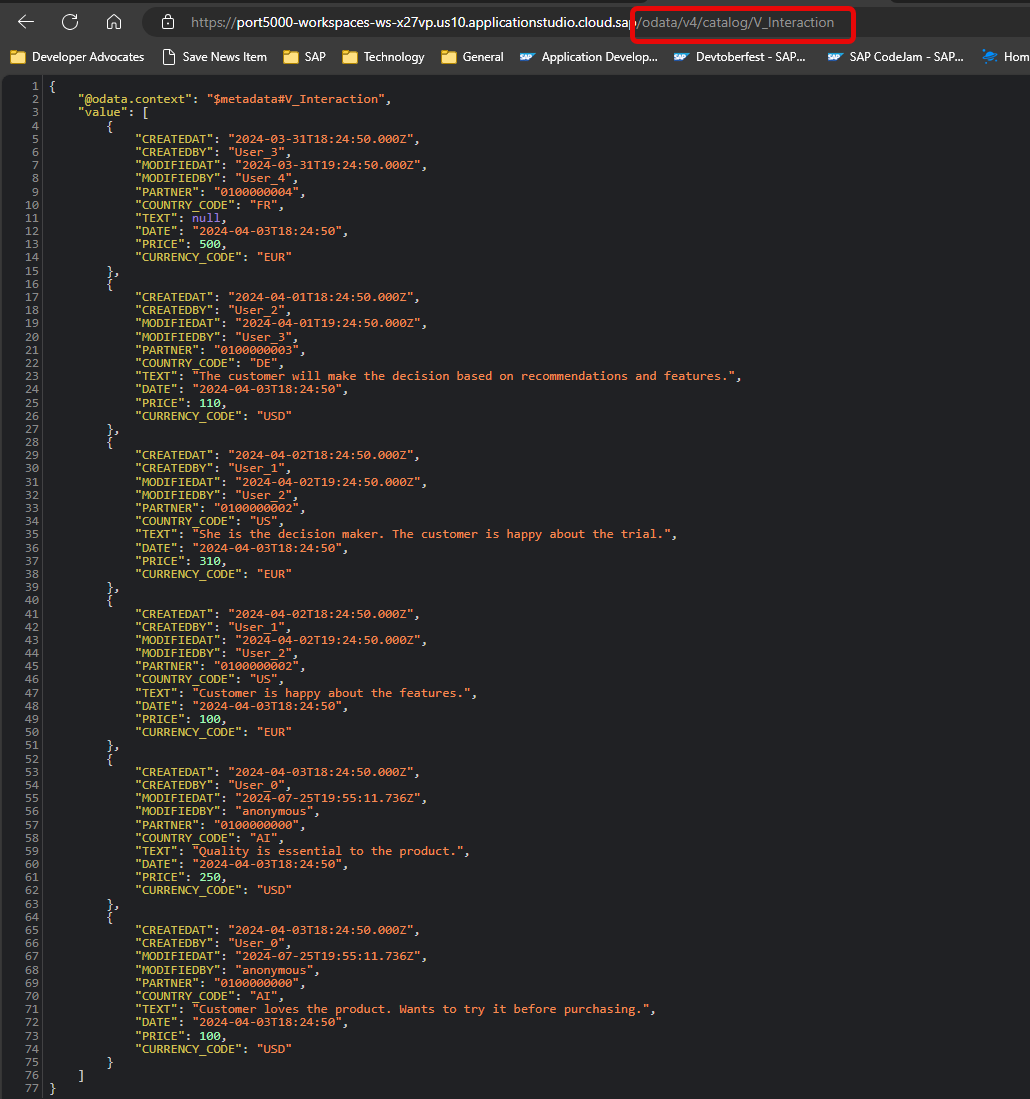 https://port5000-workspaces-ws-x27vp.us10.applicationstudio.cloud.sap/odata/v4/catalog/V_Interaction
Developer Advocates Save News Item SAP Technology General SAP Application Develop... SAP Devtoberfest - SAP... SAP SAP CodeJam - SAP... Hom
1 {
2 "@odata.context": "$metadata#V_Interaction",
3 "value": [
4 {
5 "CREATEDAT": "2024-03-31T18:24:50.000Z",
6 "CREATEDBY": "User_3",
7 "MODIFIEDAT": "2024-03-31T19:24:50.000Z",
8 "MODIFIEDBY": "User_4",
9 "PARTNER": "0100000004",
10 "COUNTRY_CODE": "FR",
11 "TEXT": null,
12 "DATE": "2024-04-03T18:24:50",
13 "PRICE": 500,
14 "CURRENCY_CODE": "EUR"
15 },
16 {
17 "CREATEDAT": "2024-04-01T18:24:50.000Z",
18 "CREATEDBY": "User_2",
19 "MODIFIEDAT": "2024-04-01T19:24:50.000Z",
20 "MODIFIEDBY": "User_3",
21 "PARTNER": "0100000003",
22 "COUNTRY_CODE": "DE",
23 "TEXT": "The customer will make the decision based on recommendations and features.",
24 "DATE": "2024-04-03T18:24:50",
25 "PRICE": 110,
26 "CURRENCY_CODE": "USD"
27 },
28 {
29 "CREATEDAT": "2024-04-02T18:24:50.000Z",
30 "CREATEDBY": "User_1",
31 "MODIFIEDAT": "2024-04-02T19:24:50.000Z",
32 "MODIFIEDBY": "User_2",
33 "PARTNER": "0100000002",
34 "COUNTRY_CODE": "US",
35 "TEXT": "She is the decision maker. The customer is happy about the trial.",
36 "DATE": "2024-04-03T18:24:50",
37 "PRICE": 310,
38 "CURRENCY_CODE": "EUR"
39 },
40 {
41 "CREATEDAT": "2024-04-02T18:24:50.000Z",
42 "CREATEDBY": "User_1",
43 "MODIFIEDAT": "2024-04-02T19:24:50.000Z",
44 "MODIFIEDBY": "User_2",
45 "PARTNER": "0100000002",
46 "COUNTRY_CODE": "US",
47 "TEXT": "Customer is happy about the features.",
48 "DATE": "2024-04-03T18:24:50",
49 "PRICE": 100,
50 "CURRENCY_CODE": "EUR"
51 },
52 {
53 "CREATEDAT": "2024-04-03T18:24:50.000Z",
54 "CREATEDBY": "User_0",
55 "MODIFIEDAT": "2024-07-25T19:55:11.736Z",
56 "MODIFIEDBY": "anonymous",
57 "PARTNER": "0100000000",
58 "COUNTRY_CODE": "AI",
59 "TEXT": "Quality is essential to the product.",
60 "DATE": "2024-04-03T18:24:50",
61 "PRICE": 250,
62 "CURRENCY_CODE": "USD"
63 },
64 {
65 "CREATEDAT": "2024-04-03T18:24:50.000Z",
66 "CREATEDBY": "User_0",
67 "MODIFIEDAT": "2024-07-25T19:55:11.736Z",
68 "MODIFIEDBY": "anonymous",
69 "PARTNER": "0100000000",
70 "COUNTRY_CODE": "AI",
71 "TEXT": "Customer loves the product. Wants to try it before purchasing.",
72 "DATE": "2024-04-03T18:24:50",
73 "PRICE": 100,
74 "CURRENCY_CODE": "USD"
75 }
76 ]
77 }